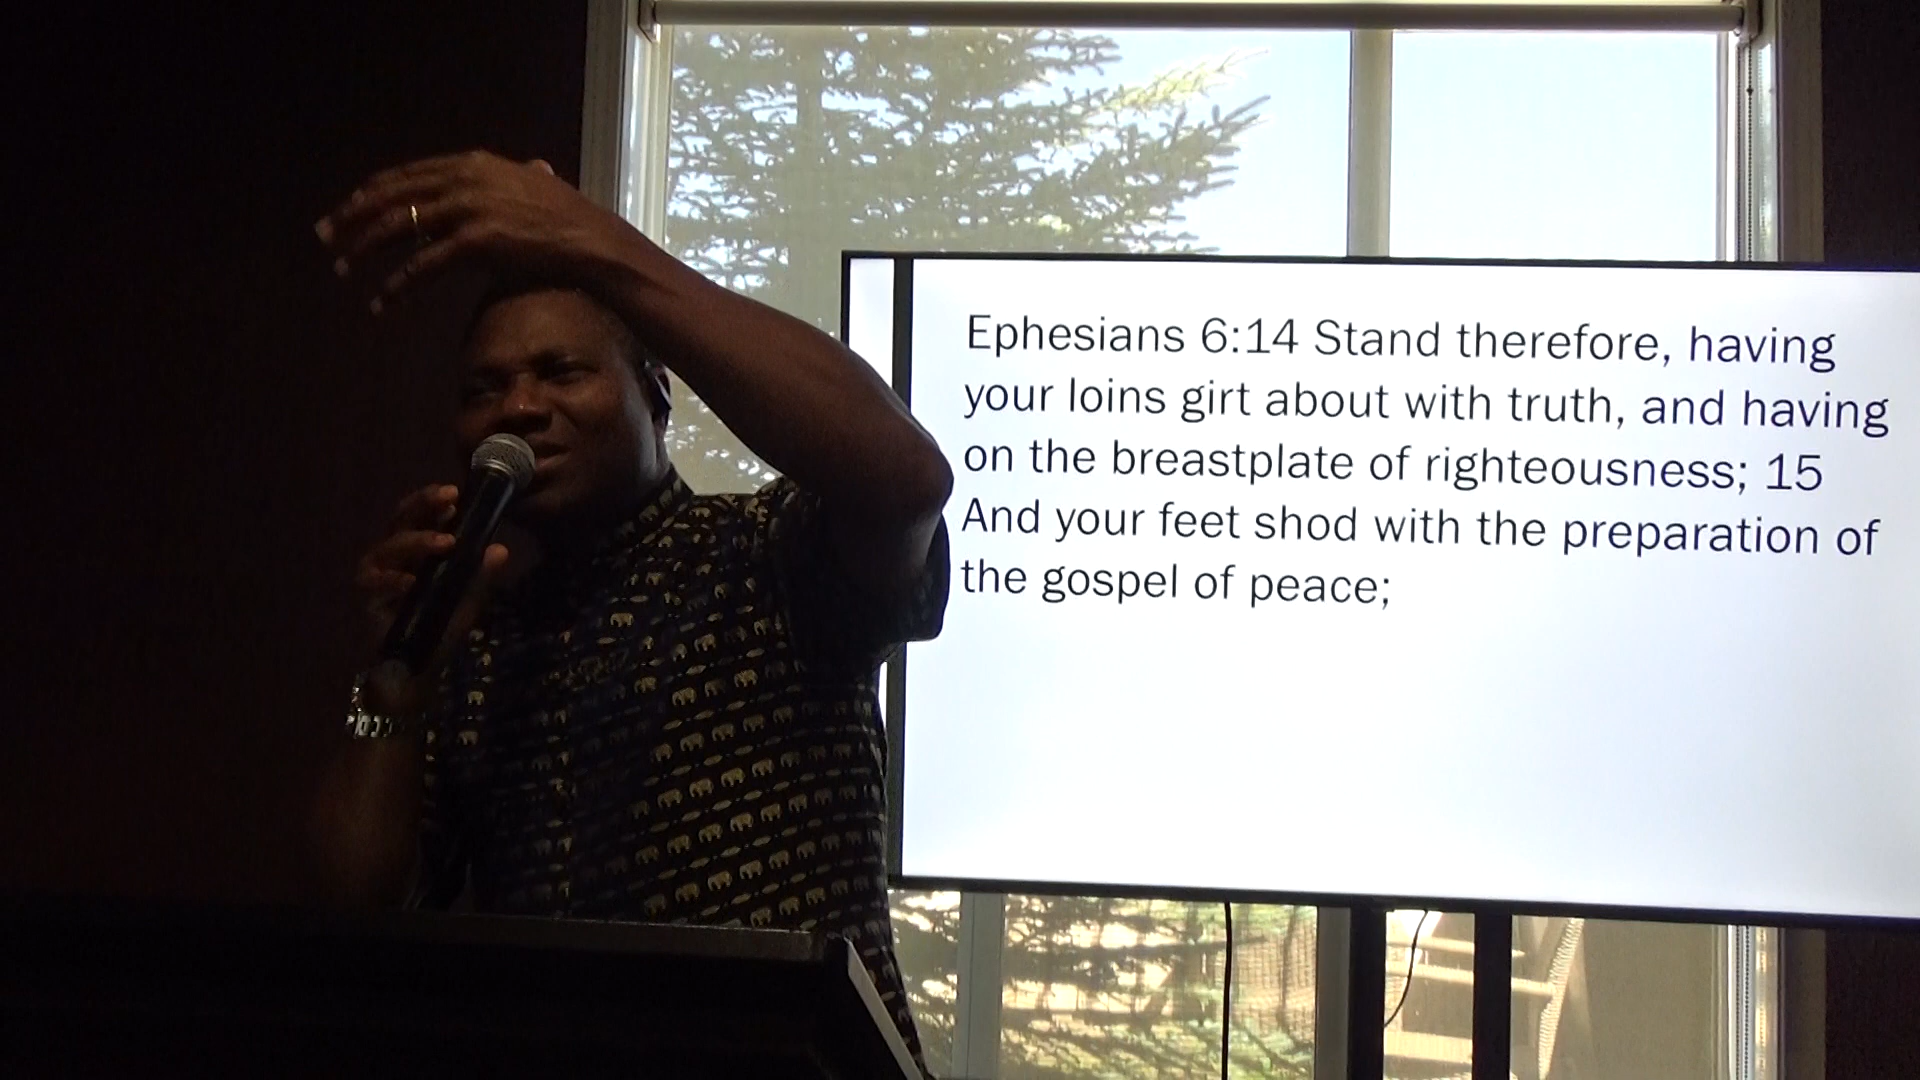 Ephesians 6:14 Stand therefore, having
your loins girt about with truth, and having
on the breastplate of righteousness; 15
And your feet shod with the preparation of
the gospel of peace;